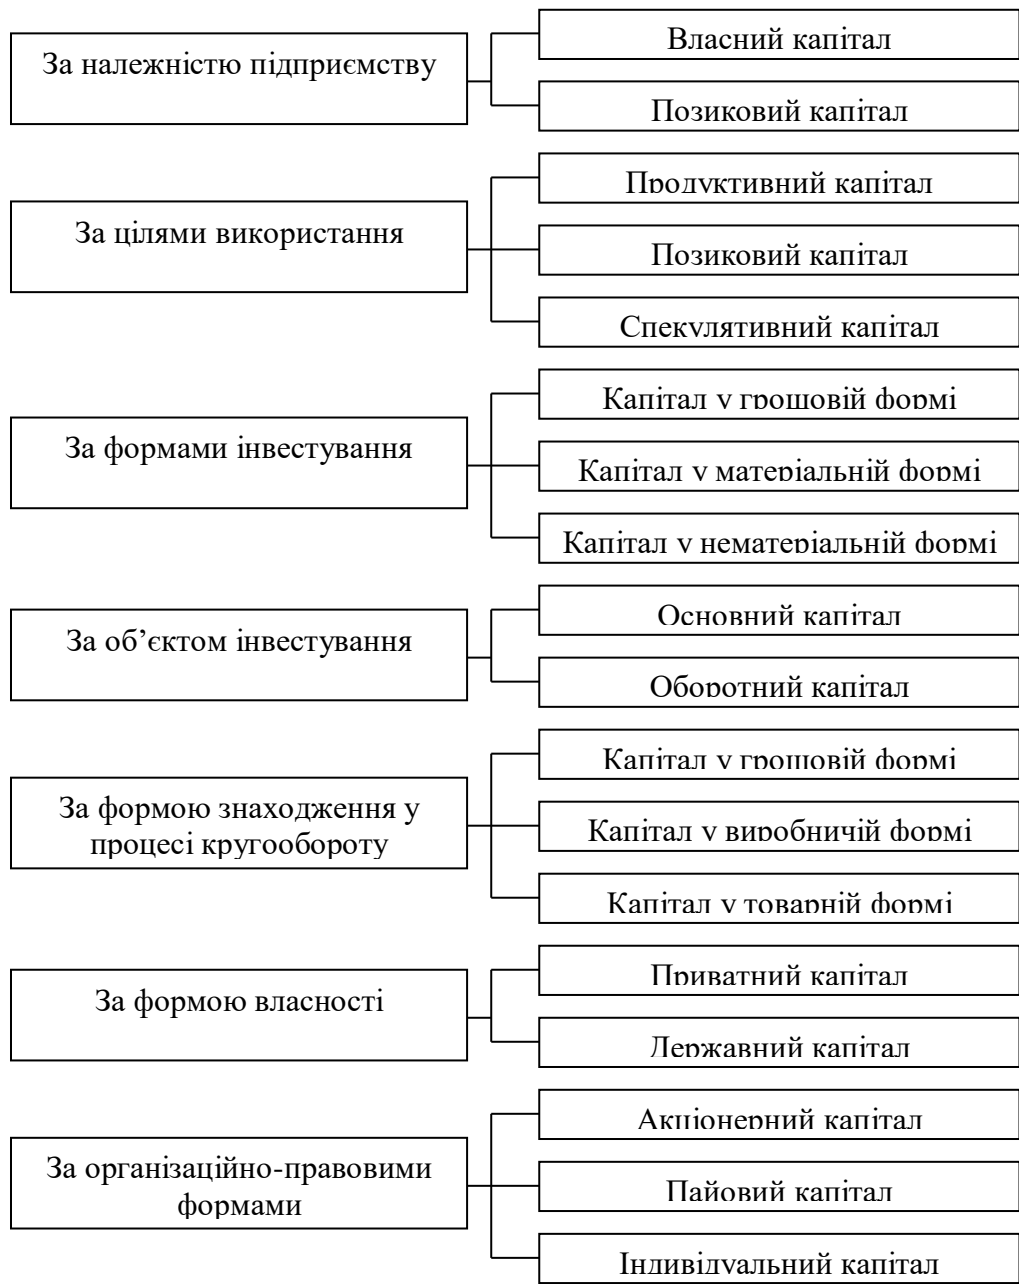 За належністю підприємству
Власний капітал
Позиковий капітал
За цілями використання
Продуктивний капітал
Позиковий капітал
Спекулятивний капітал
За формами інвестування
Капітал у грошовій формі
Капітал у матеріальній формі
Капітал у нематеріальній формі
За об’єктом інвестування
Основний капітал
Оборотний капітал
За формою знаходження у
процесі кругообороту
Капітал у грошовій формі
Капітал у виробничій формі
Капітал у товарній формі
За формою власності
Приватний капітал
Державний капітал
За організаційно-правовими
формами
Акціонерний капітал
Пайовий капітал
Індивідуальний капітал